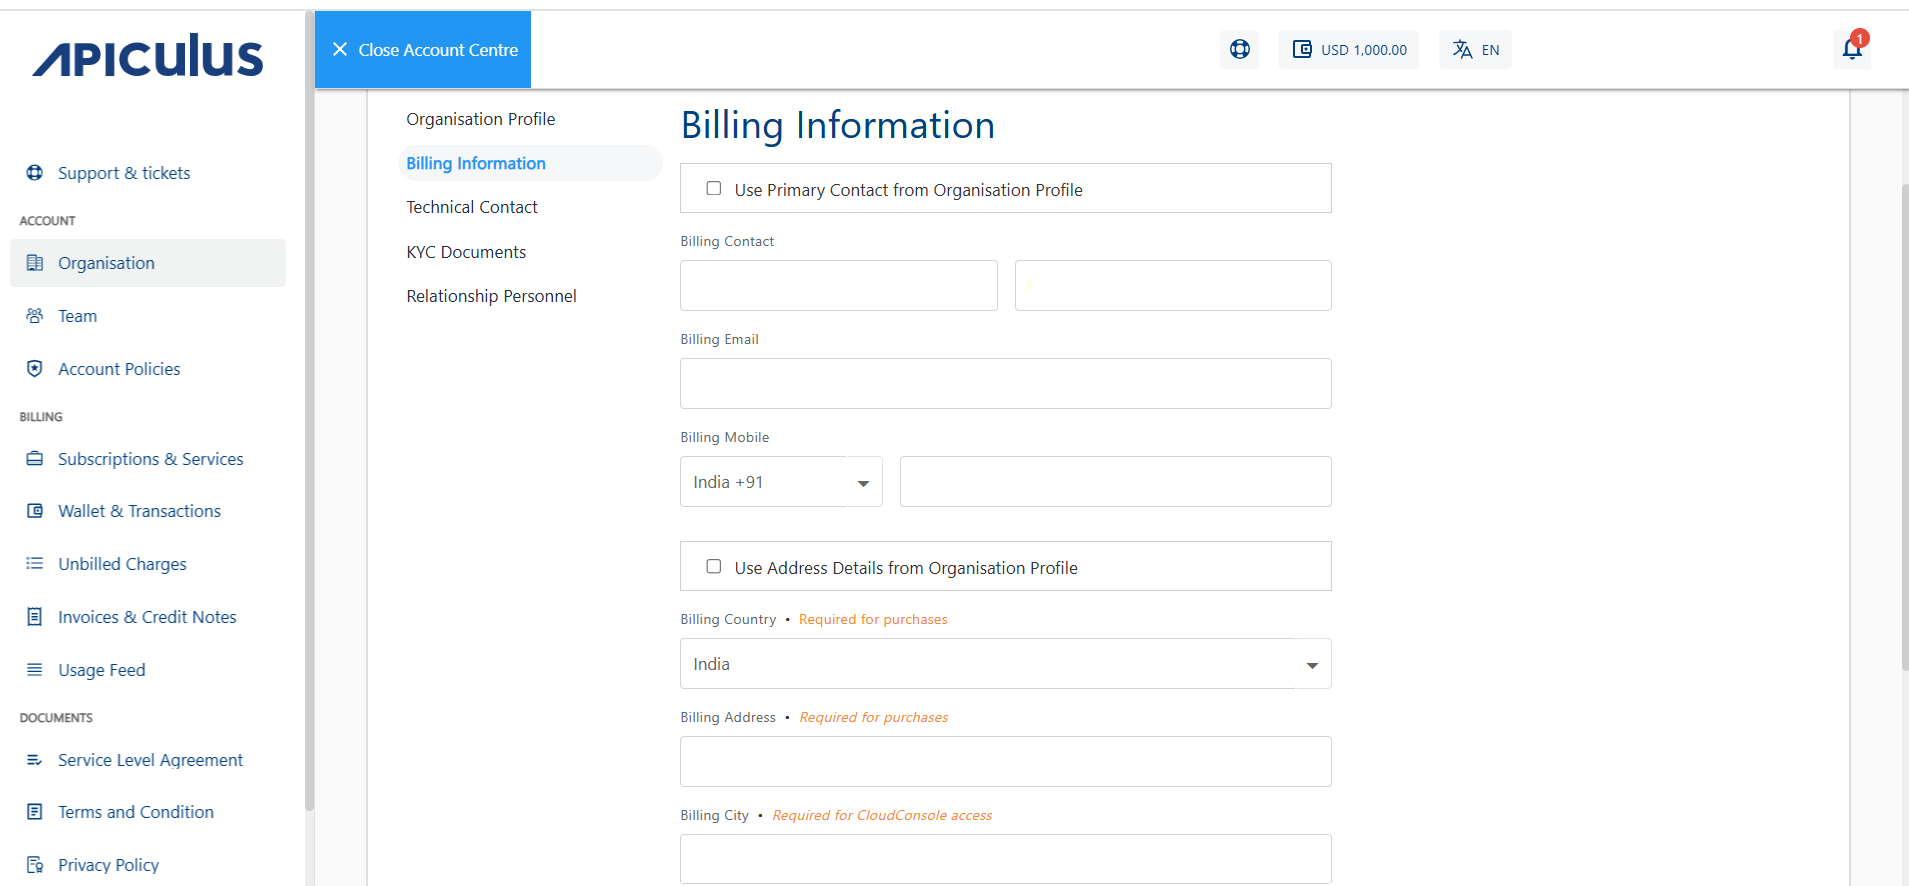 APICULUS
Support & tickets
ACCOUNT
Organisation
Team
Account Policies
BILLING
Subscriptions & Services
Wallet & Transactions
Unbilled Charges
Invoices & Credit Notes
Usage Feed
DOCUMENTS
Service Level Agreement
Terms and Condition
Privacy Policy
Close Account Centre
USD 1,000.00
EN
1
Organisation Profile
Billing Information
Technical Contact
KYC Documents
Relationship Personnel
Billing Information
Use Primary Contact from Organisation Profile
Billing Contact
Billing Email
Billing Mobile
India +91
Use Address Details from Organisation Profile
Billing Country • Required for purchases
India
Billing Address • Required for purchases
Billing City • Required for CloudConsole access